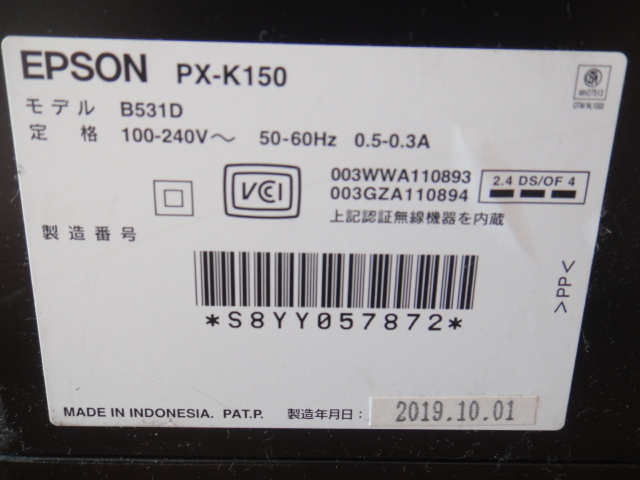 EPSON PX-K150
モデル B531D
定格 100-240V～ 50-60Hz 0.5-0.3A
VCCI
003WWA110893
003GZA110894
2.4 DS/OF 4
上記認証無線機器を内蔵
製造番号
*S8YY057872*
>PP<
MADE IN INDONESIA. PAT.P. 製造年月日: 2019.10.01